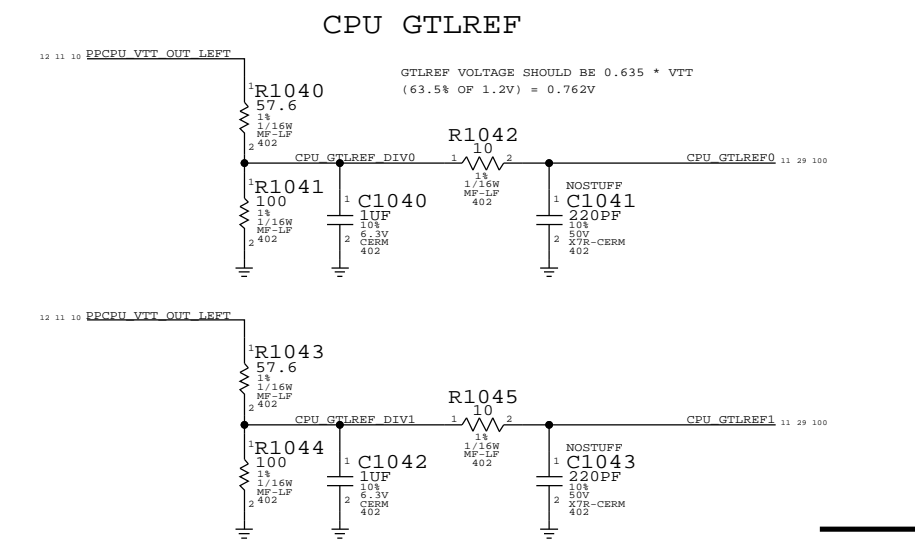 CPU GTLREF
12 11 10 PPCPU_VTT_OUT_LEFT
GTLREF VOLTAGE SHOULD BE 0.635 * VTT
(63.5% OF 1.2V) = 0.762V
1 R1040
57.6
1%
1/16W
MF-LF
2 402
CPU_GTLREF_DIV0
R1042
10
1 2
1%
1/16W
MF-LF
402
CPU_GTLREF0 11 29 100
1 R1041
100
1%
1/16W
MF-LF
2 402
1 C1040
1UF
10%
2 6.3V
CERM
402
NOSTUFF
1 C1041
220PF
10%
2 50V
X7R-CERM
402
12 11 10 PPCPU_VTT_OUT_LEFT
1 R1043
57.6
1%
1/16W
MF-LF
2 402
CPU_GTLREF_DIV1
R1045
10
1 2
1%
1/16W
MF-LF
402
CPU_GTLREF1 11 29 100
1 R1044
100
1%
1/16W
MF-LF
2 402
1 C1042
1UF
10%
2 6.3V
CERM
402
NOSTUFF
1 C1043
220PF
10%
2 50V
X7R-CERM
402